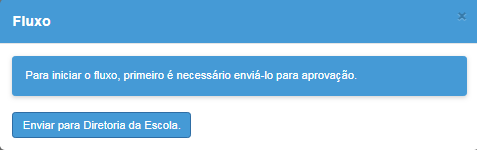 Fluxo
×
Para iniciar o fluxo, primeiro é necessário enviá-lo para aprovação.
Enviar para Diretoria da Escola.